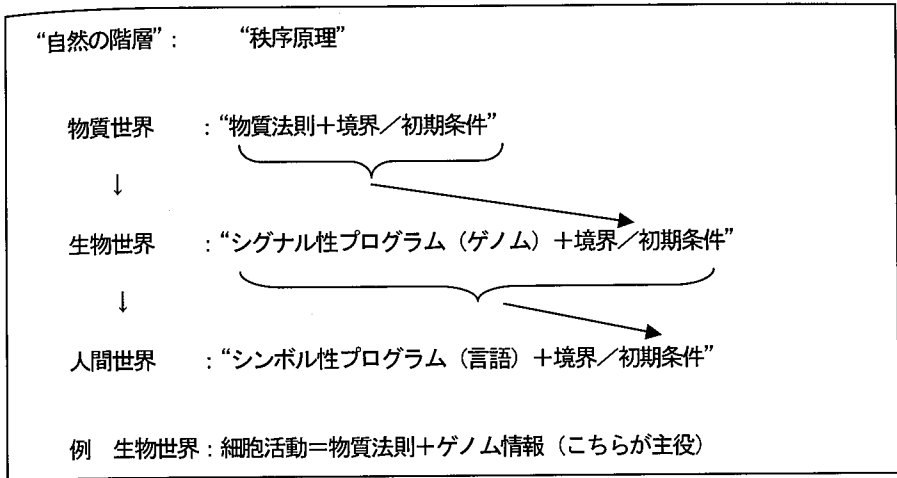 “自然の階層”： “秩序原理”
物質世界 ：“物質法則＋境界／初期条件”
↓
生物世界 ：“シグナル性プログラム（ゲノム）＋境界／初期条件”
↓
人間世界 ：“シンボル性プログラム（言語）＋境界／初期条件”
例 生物世界：細胞活動＝物質法則＋ゲノム情報（こちらが主役）